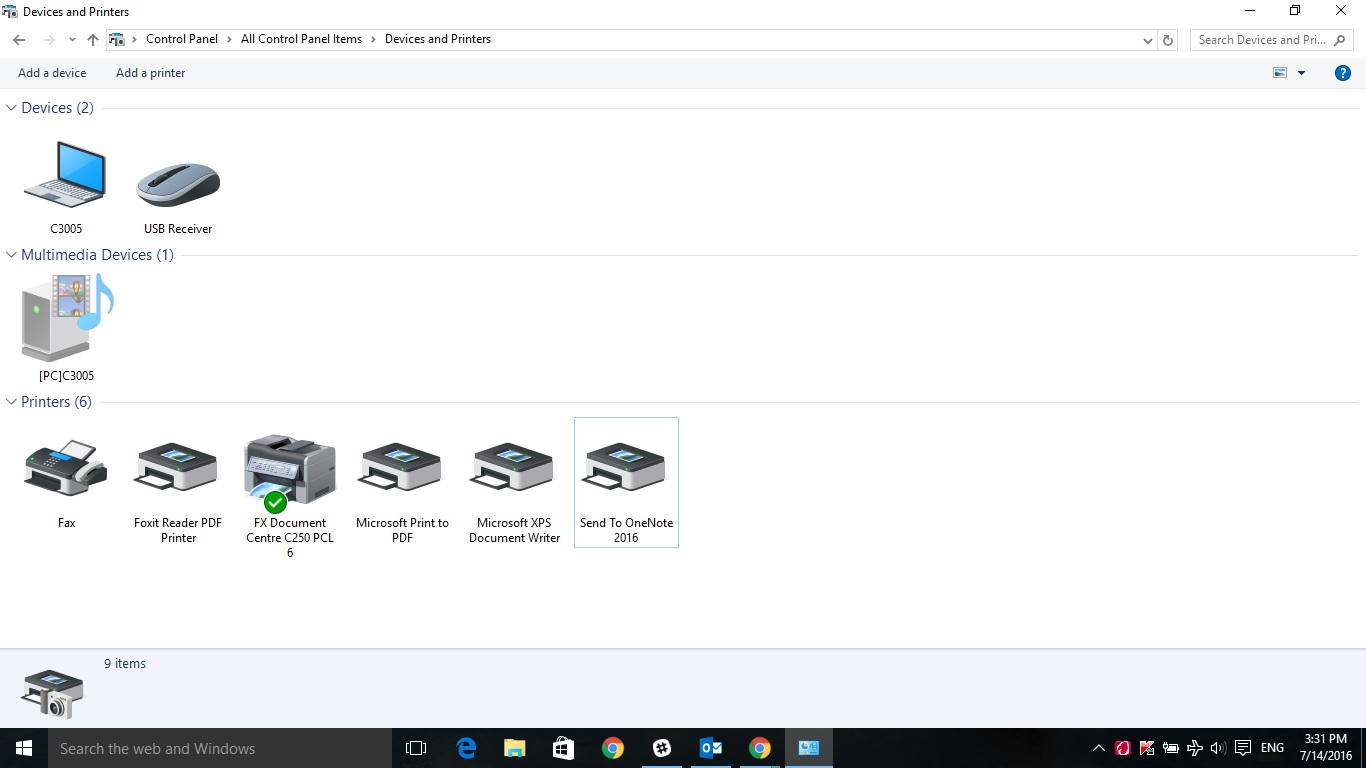 Devices and Printers
Control Panel > All Control Panel Items > Devices and Printers
Search Devices and Pri...
Add a device
Add a printer
?
Devices (2)
C3005
USB Receiver
Multimedia Devices (1)
[PC]C3005
Printers (6)
Fax
Foxit Reader PDF
Printer
FX Document
Centre C250 PCL
6
Microsoft Print to
PDF
Microsoft XPS
Document Writer
Send To OneNote
2016
9 items
Search the web and Windows
ENG
3:31 PM
7/14/2016